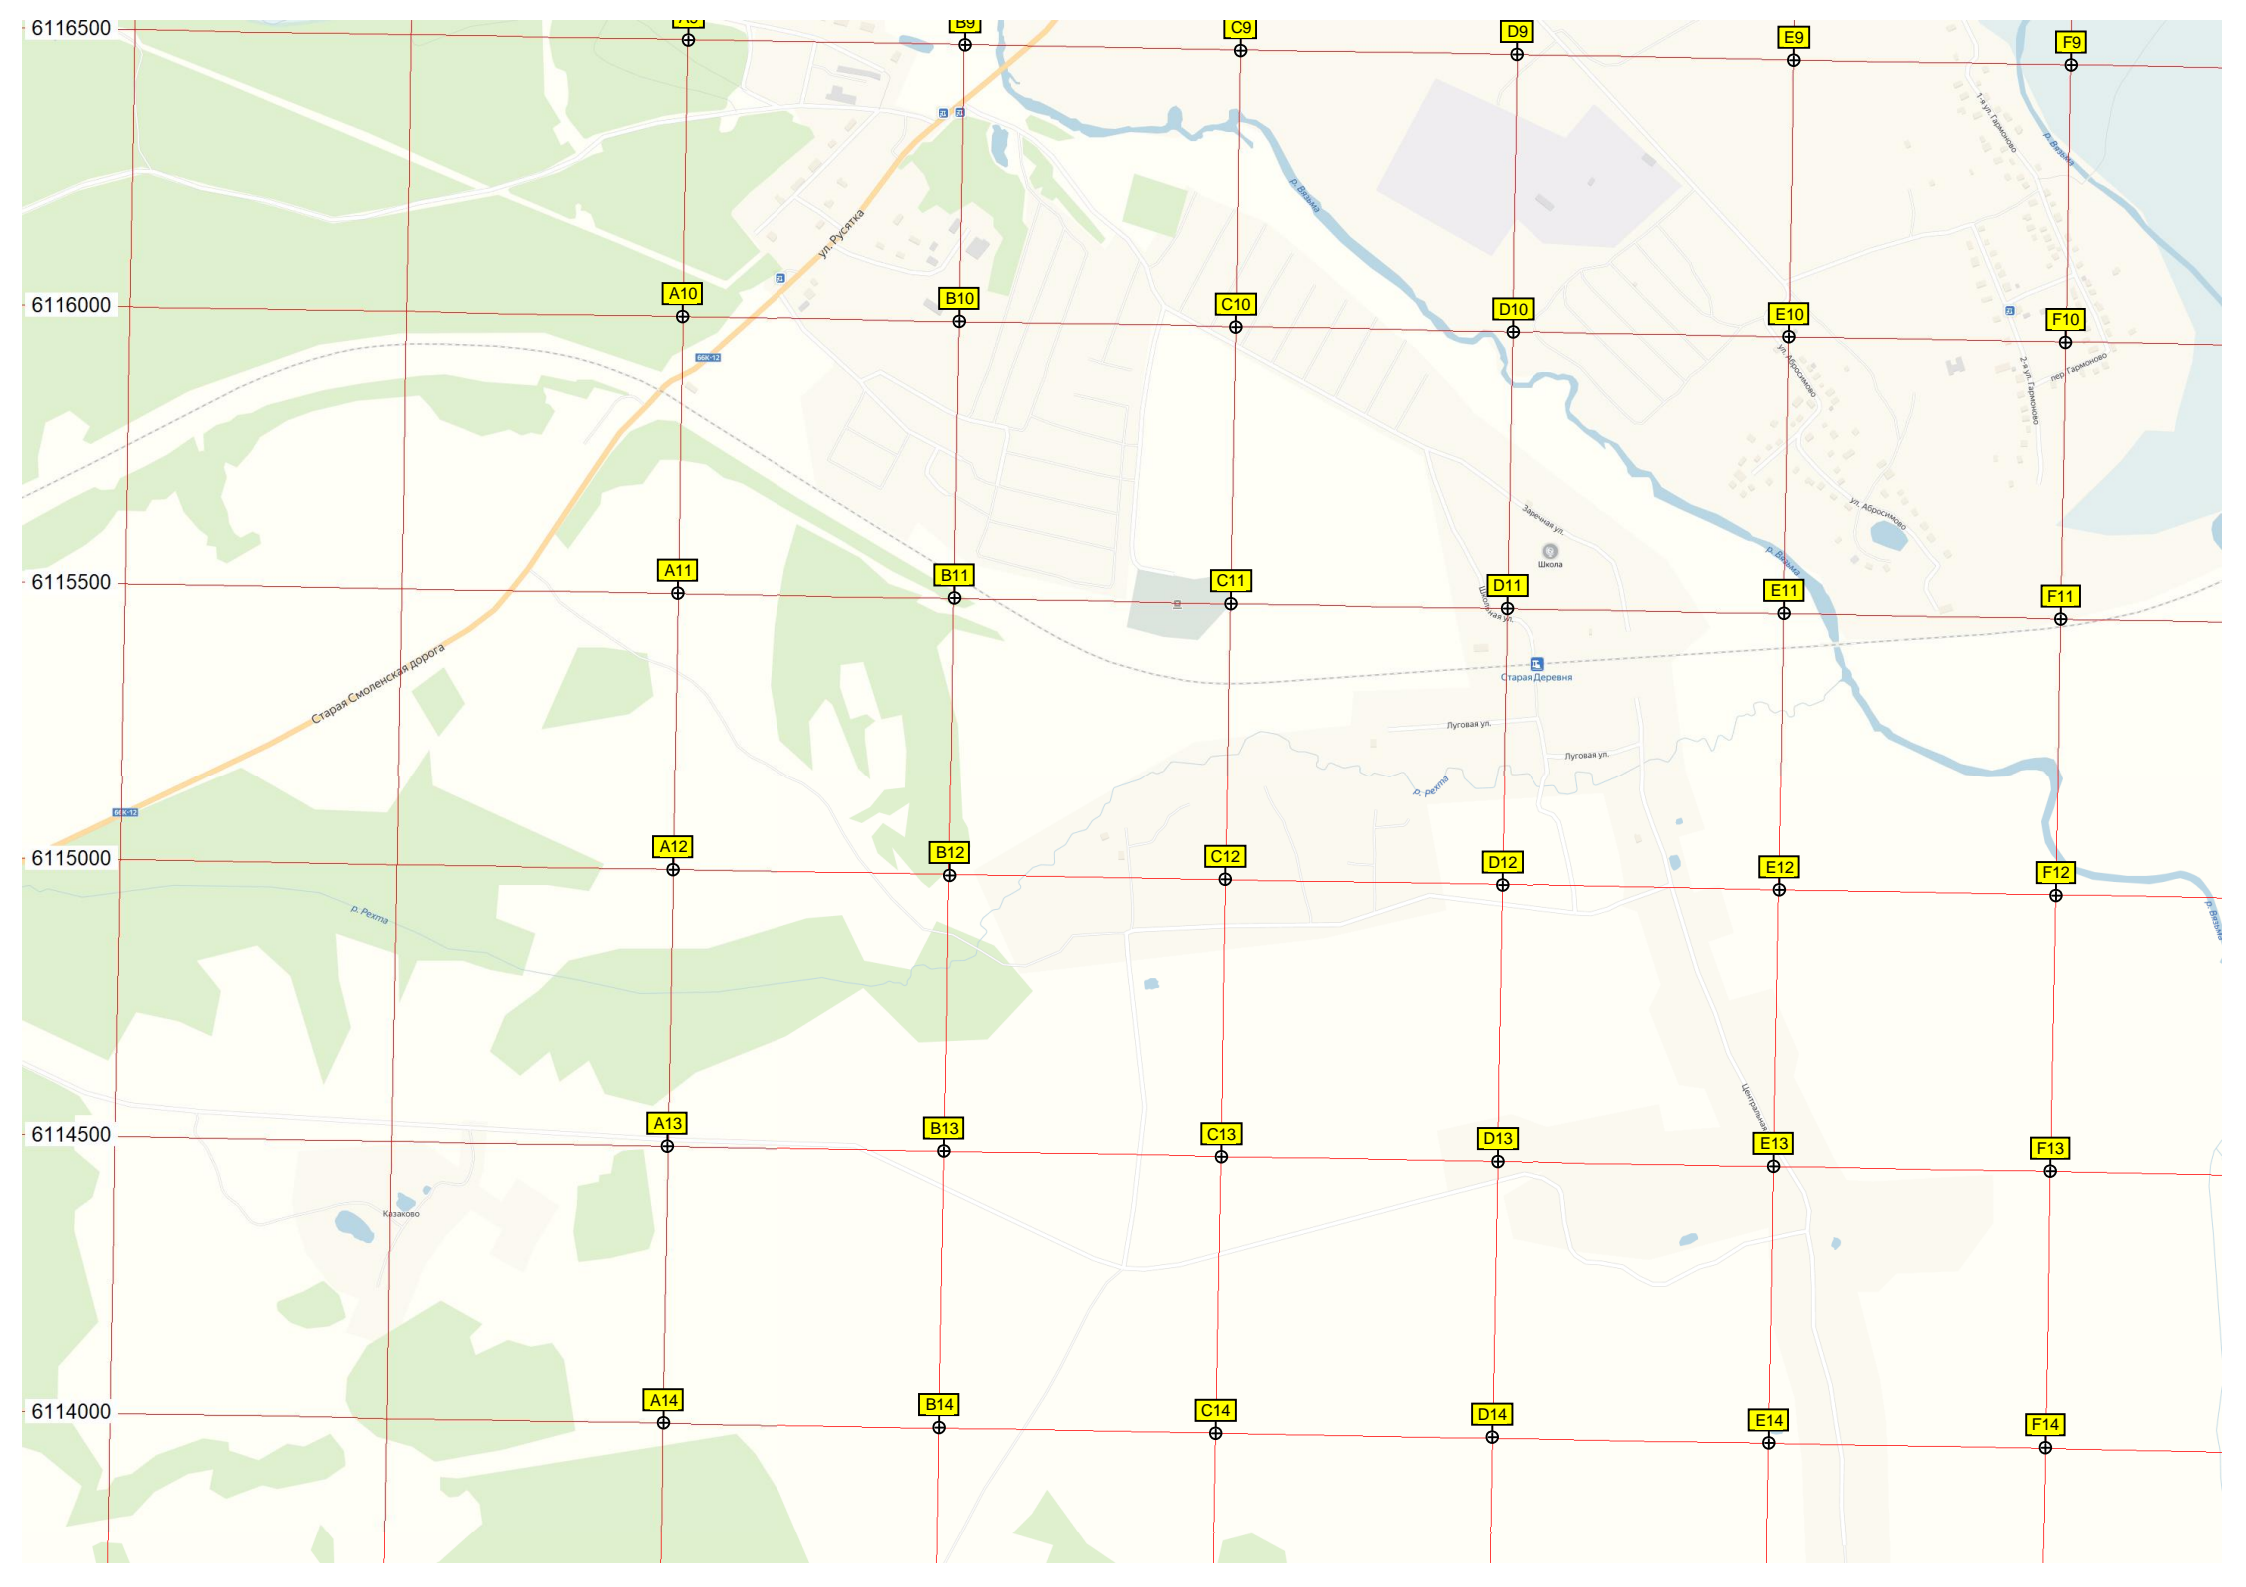 6116500
B9
C9
D9
E9
F9
1-я ул. Гармоново
р. Вязьма
р. Вязьма
ул. Русятка
6116000
A10
B10
C10
D10
E10
F10
66К-12
ул. Абросимово
2-я ул. Гармоново
пер. Гармоново
ул. Абросимово
Заречная ул.
Школа
р. Вязьма
6115500
A11
B11
C11
D11
E11
F11
Школьная ул.
Старая Смоленская дорога
Старая Деревня
Луговая ул.
Луговая ул.
р. Рехта
66К-12
6115000
A12
B12
C12
D12
E12
F12
р. Рехта
р. Вязьма
Центральная
6114500
A13
B13
C13
D13
E13
F13
Казаково
6114000
A14
B14
C14
D14
E14
F14